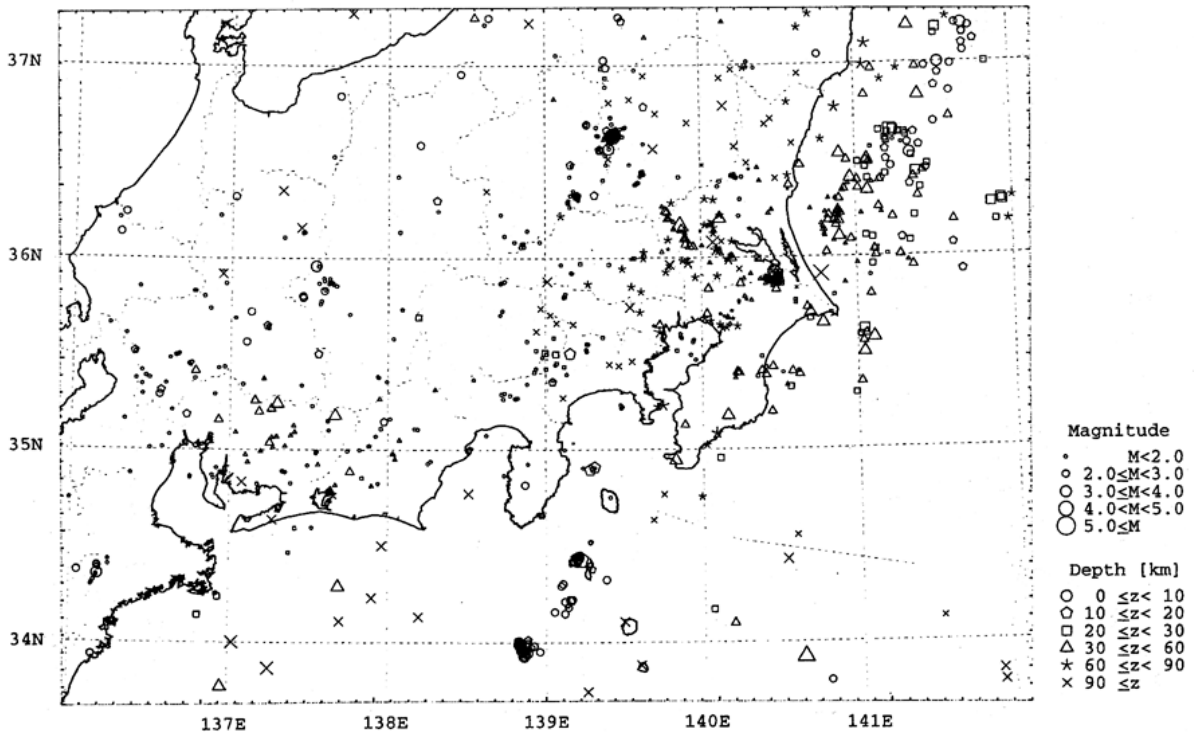 37N
36N
35N
34N
137E 138E 139E 140E 141E
Magnitude
M<2.0
2.0≤M<3.0
3.0≤M<4.0
4.0≤M<5.0
5.0≤M
Depth [km]
0 ≤z< 10
10 ≤z< 20
20 ≤z< 30
30 ≤z< 60
60 ≤z< 90
90 ≤z